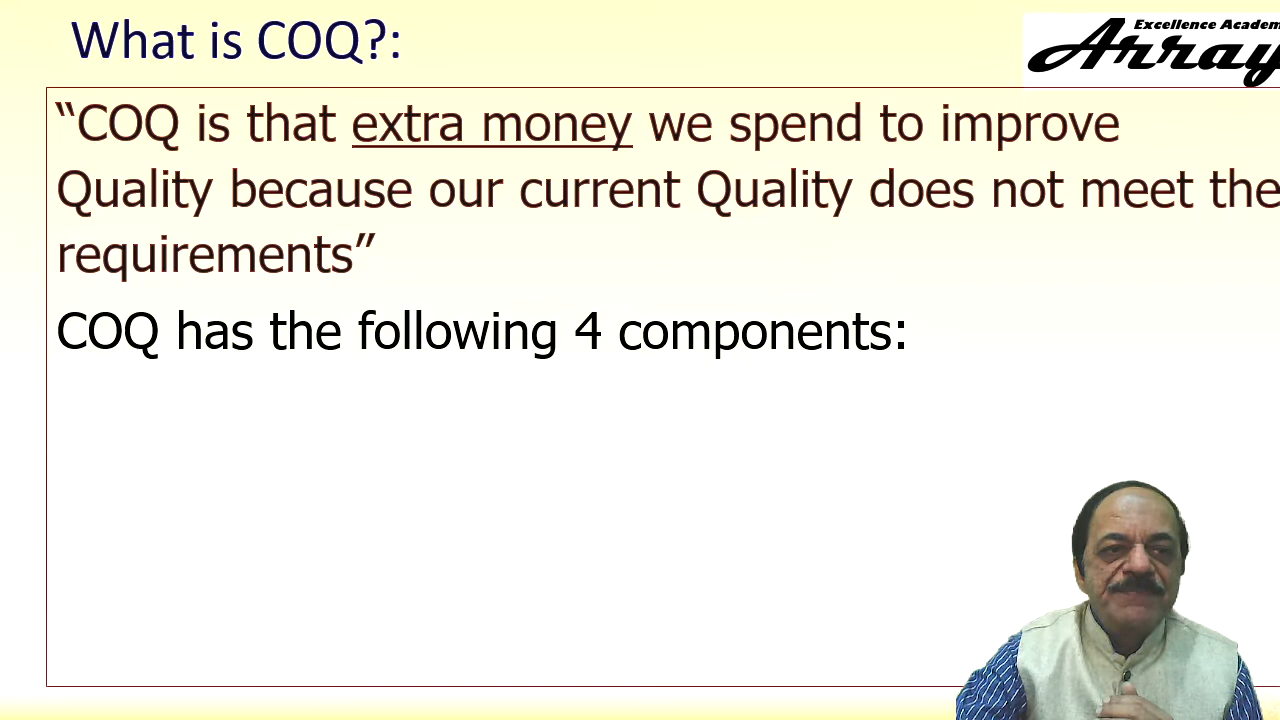 What is COQ?:
Excellence Academ
Array
“COQ is that extra money we spend to improve
Quality because our current Quality does not meet the
requirements”
COQ has the following 4 components: